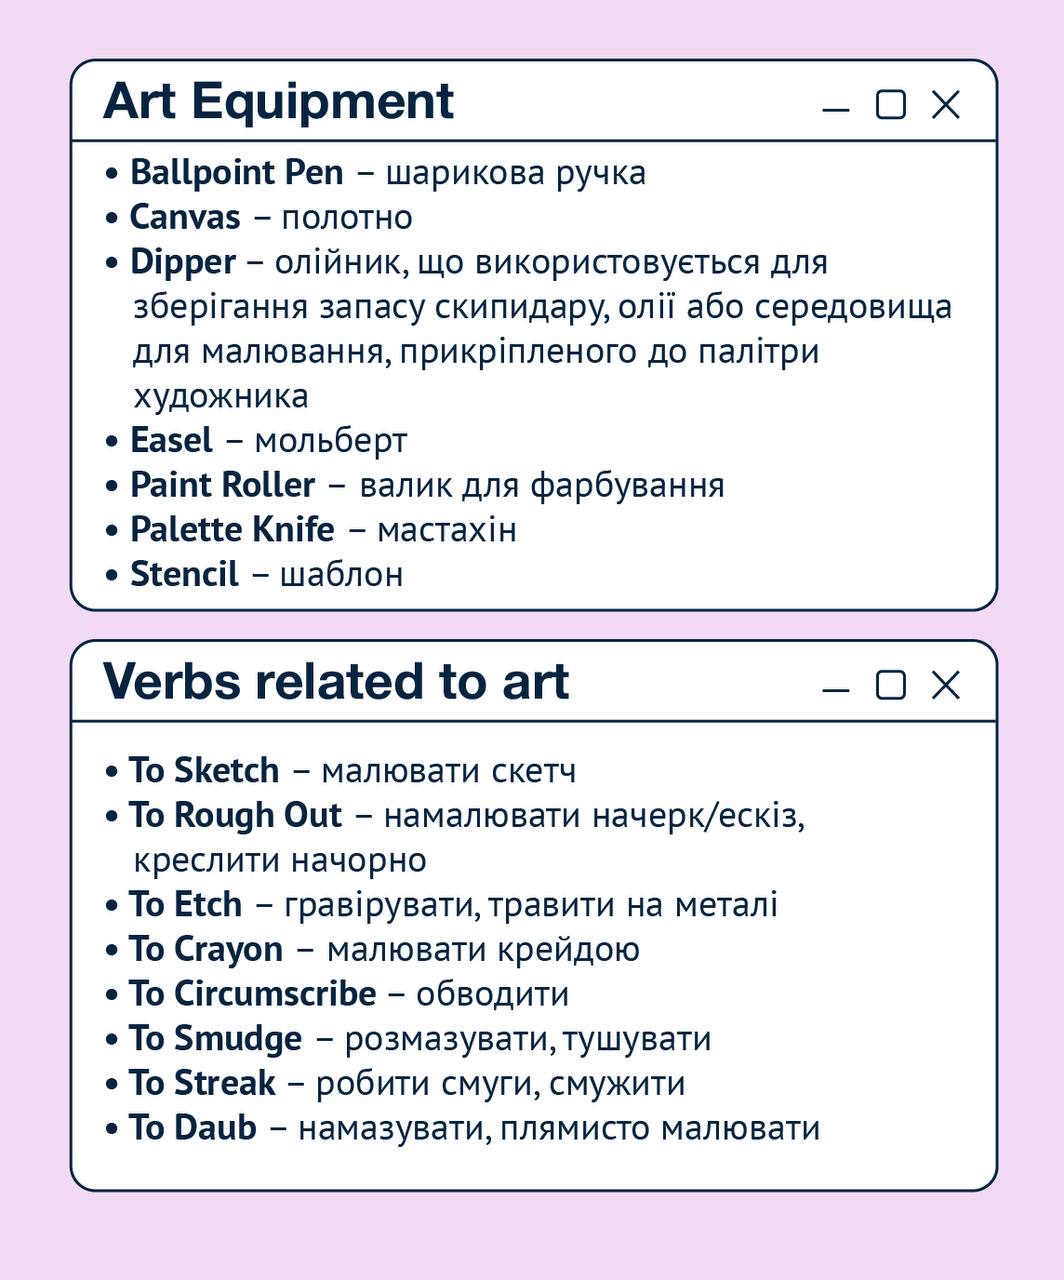 Art Equipment
• Ballpoint Pen – шарикова ручка
• Canvas – полотно
• Dipper – олійник, що використовується для
зберігання запасу скипидару, олії або середовища
для малювання, прикріпленого до палітри
художника
• Easel – мольберт
• Paint Roller – валик для фарбування
• Palette Knife – мастахін
• Stencil – шаблон
Verbs related to art
• To Sketch – малювати скетч
• To Rough Out – намалювати начерк/ескіз,
креслити начорно
• To Etch – гравірувати, травити на металі
• To Crayon – малювати крейдою
• To Circumscribe – обводити
• To Smudge – розмазувати, тушувати
• To Streak – робити смуги, смужити
• To Daub – намазувати, плямисто малювати